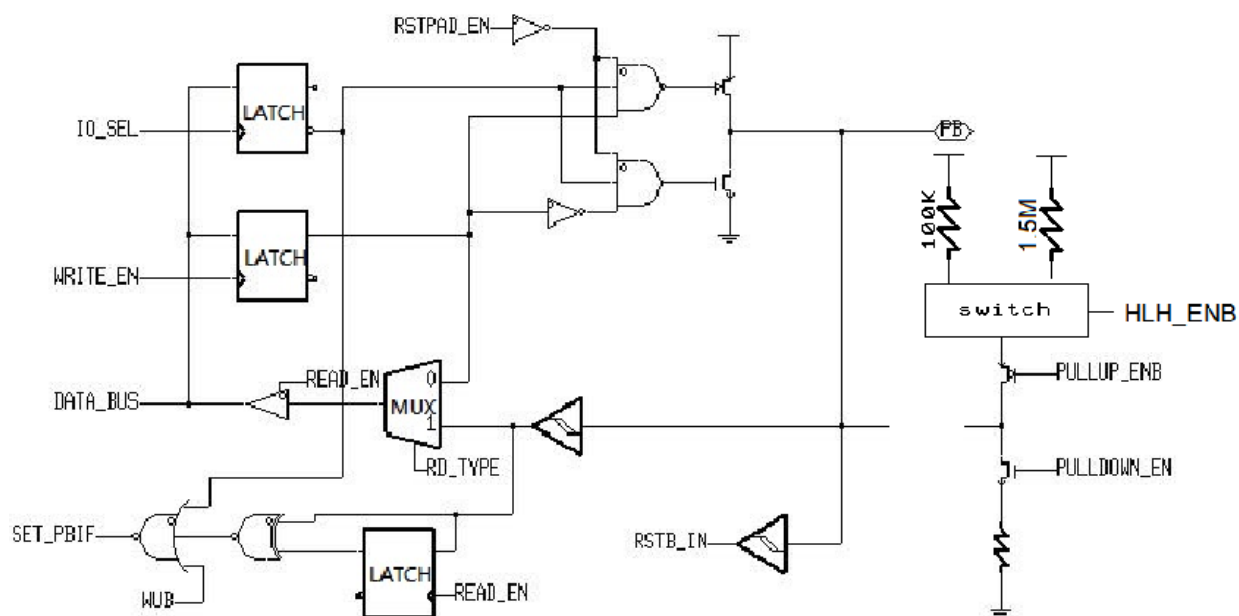 RSTPAD_EN
LATCH
IO_SEL
PB
LATCH
WRITE_EN
100K
1.5M
switch
HLH_ENB
READ_EN
0
PULLUP_ENB
DATA_BUS
MUX
1
RD_TYPE
PULLDOWN_EN
SET_PBIF
RSTB_IN
LATCH
READ_EN
WUB